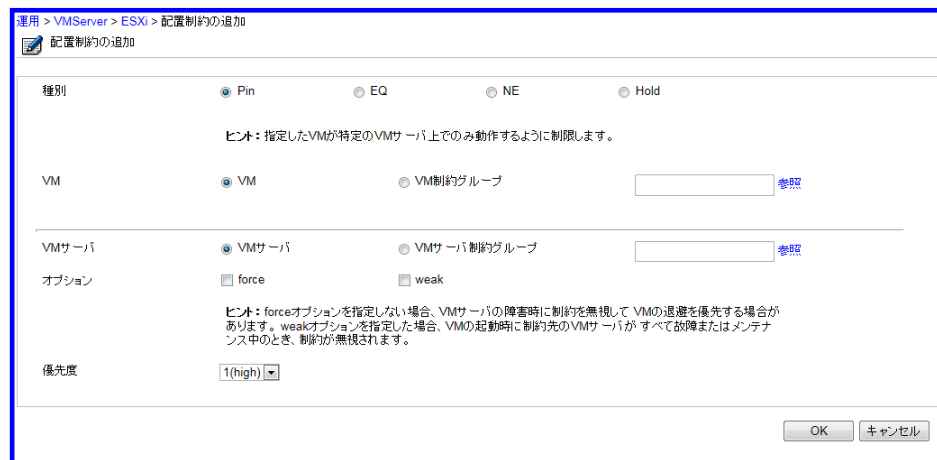 運用 > VMServer > ESXi > 配置制約の追加
配置制約の追加
種別 Pin EQ NE Hold
ヒント：指定したVMが特定のVMサーバ上でのみ動作するように制限します。
VM VM VM制約グループ 参照
VMサーバ VMサーバ VMサーバ制約グループ 参照
オプション force weak
ヒント：forceオプションを指定しない場合、VMサーバの障害時に制約を無視して VMの退避を優先する場合が
あります。weakオプションを指定した場合、VMの起動時に制約先のVMサーバが すべて故障またはメンテナ
ンス中のとき、制約が無視されます。
優先度 1(high)
OK キャンセル